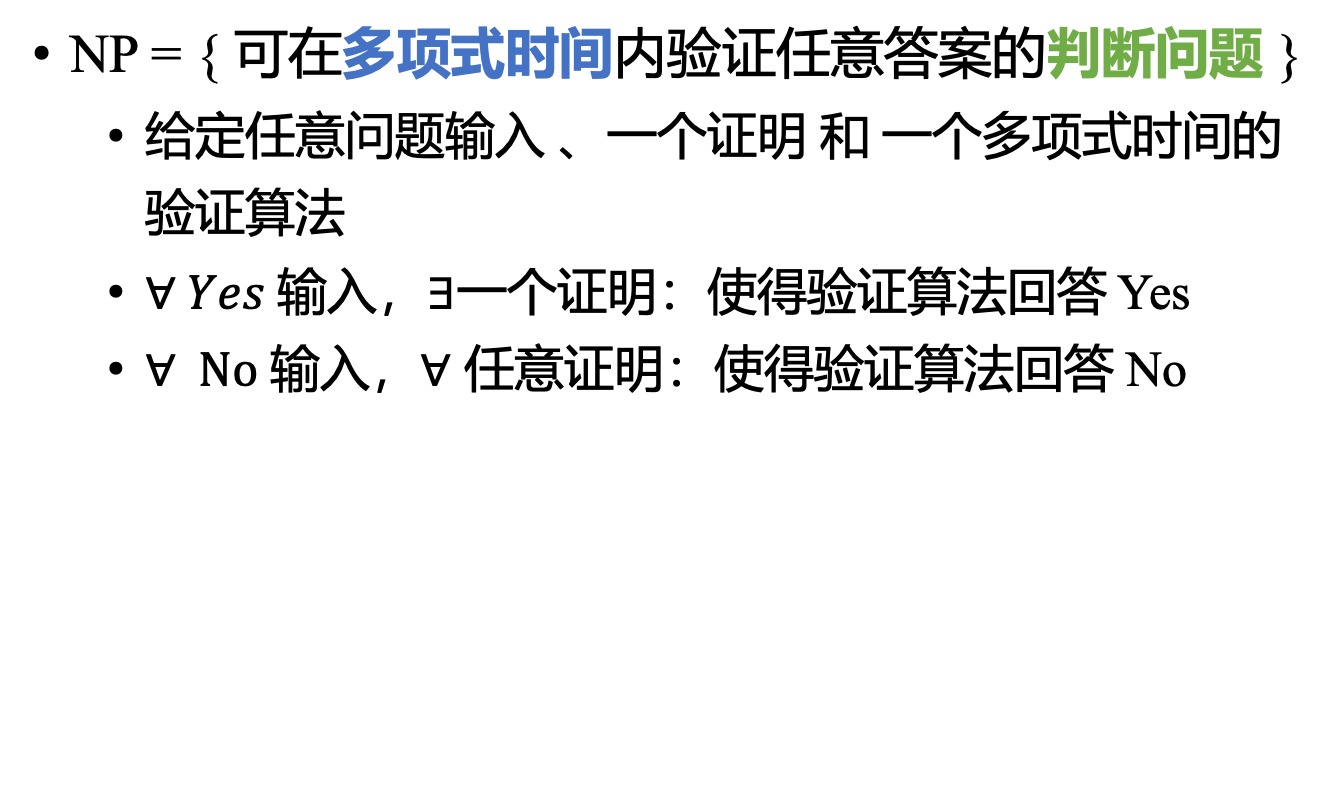 • NP = { 可在多项式时间内验证任意答案的判断问题 }
• 给定任意问题输入 、一个证明 和 一个多项式时间的
验证算法
• ∀ Yes 输入，∃一个证明：使得验证算法回答 Yes
• ∀ No 输入，∀ 任意证明：使得验证算法回答 No